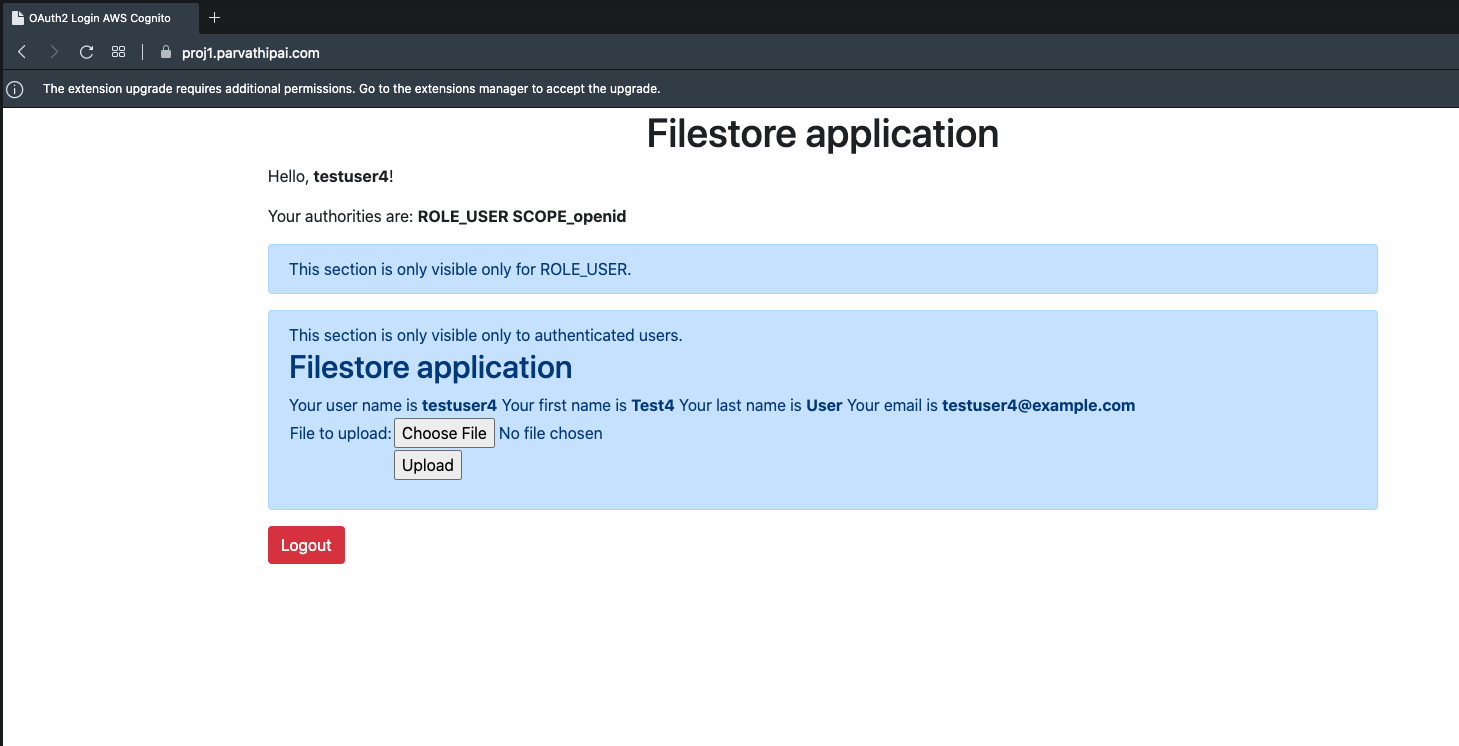 OAuth2 Login AWS Cognito
proj1.parvathipai.com
The extension upgrade requires additional permissions. Go to the extensions manager to accept the upgrade.
Filestore application
Hello, testuser4!
Your authorities are: ROLE_USER SCOPE_openid
This section is only visible only for ROLE_USER.
This section is only visible only to authenticated users.
Filestore application
Your user name is testuser4 Your first name is Test4 Your last name is User Your email is testuser4@example.com
File to upload: Choose File No file chosen
Upload
Logout